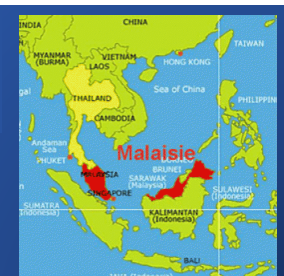 INDIA
CHINA
TAIWAN
MYANMAR
(BURMA)
VIETNAM
HONG KONG
LAOS
Sea of China
THAILAND
PHILIPPIN
CAMBODIA
Andaman
Sea
PHUKET
Malaisie
MALAYSIA
BRUNEI
SARAWAK
(Malaysia)
SINGAPORE
SULAWESI
(Indonesia)
SUMATRA
(Indonesia)
KALIMANTAN
(Indonesia)
BALI